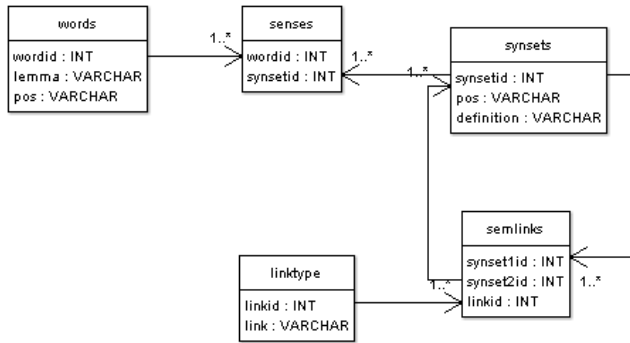 words
wordid : INT
lemma : VARCHAR
pos : VARCHAR
1..*
senses
wordid : INT
synsetid : INT
1..*
1..*
synsets
synsetid : INT
pos : VARCHAR
definition : VARCHAR
linktype
linkid : INT
link : VARCHAR
1..*
semlinks
synset1id : INT
synset2id : INT
linkid : INT
1..*